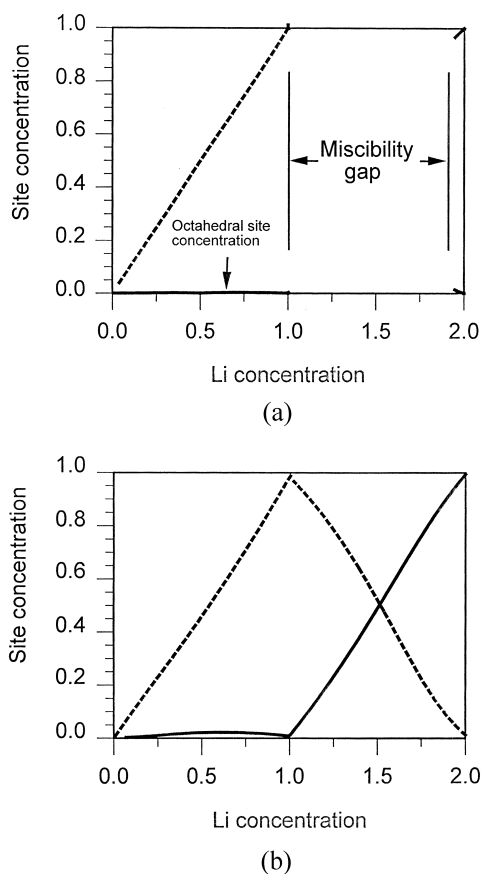 1.0
0.8
0.6
0.4
0.2
0.0
Site concentration
Miscibility
gap
Octahedral site
concentration
0.0 0.5 1.0 1.5 2.0
Li concentration
(a)
1.0
0.8
0.6
0.4
0.2
0.0
Site concentration
0.0 0.5 1.0 1.5 2.0
Li concentration
(b)